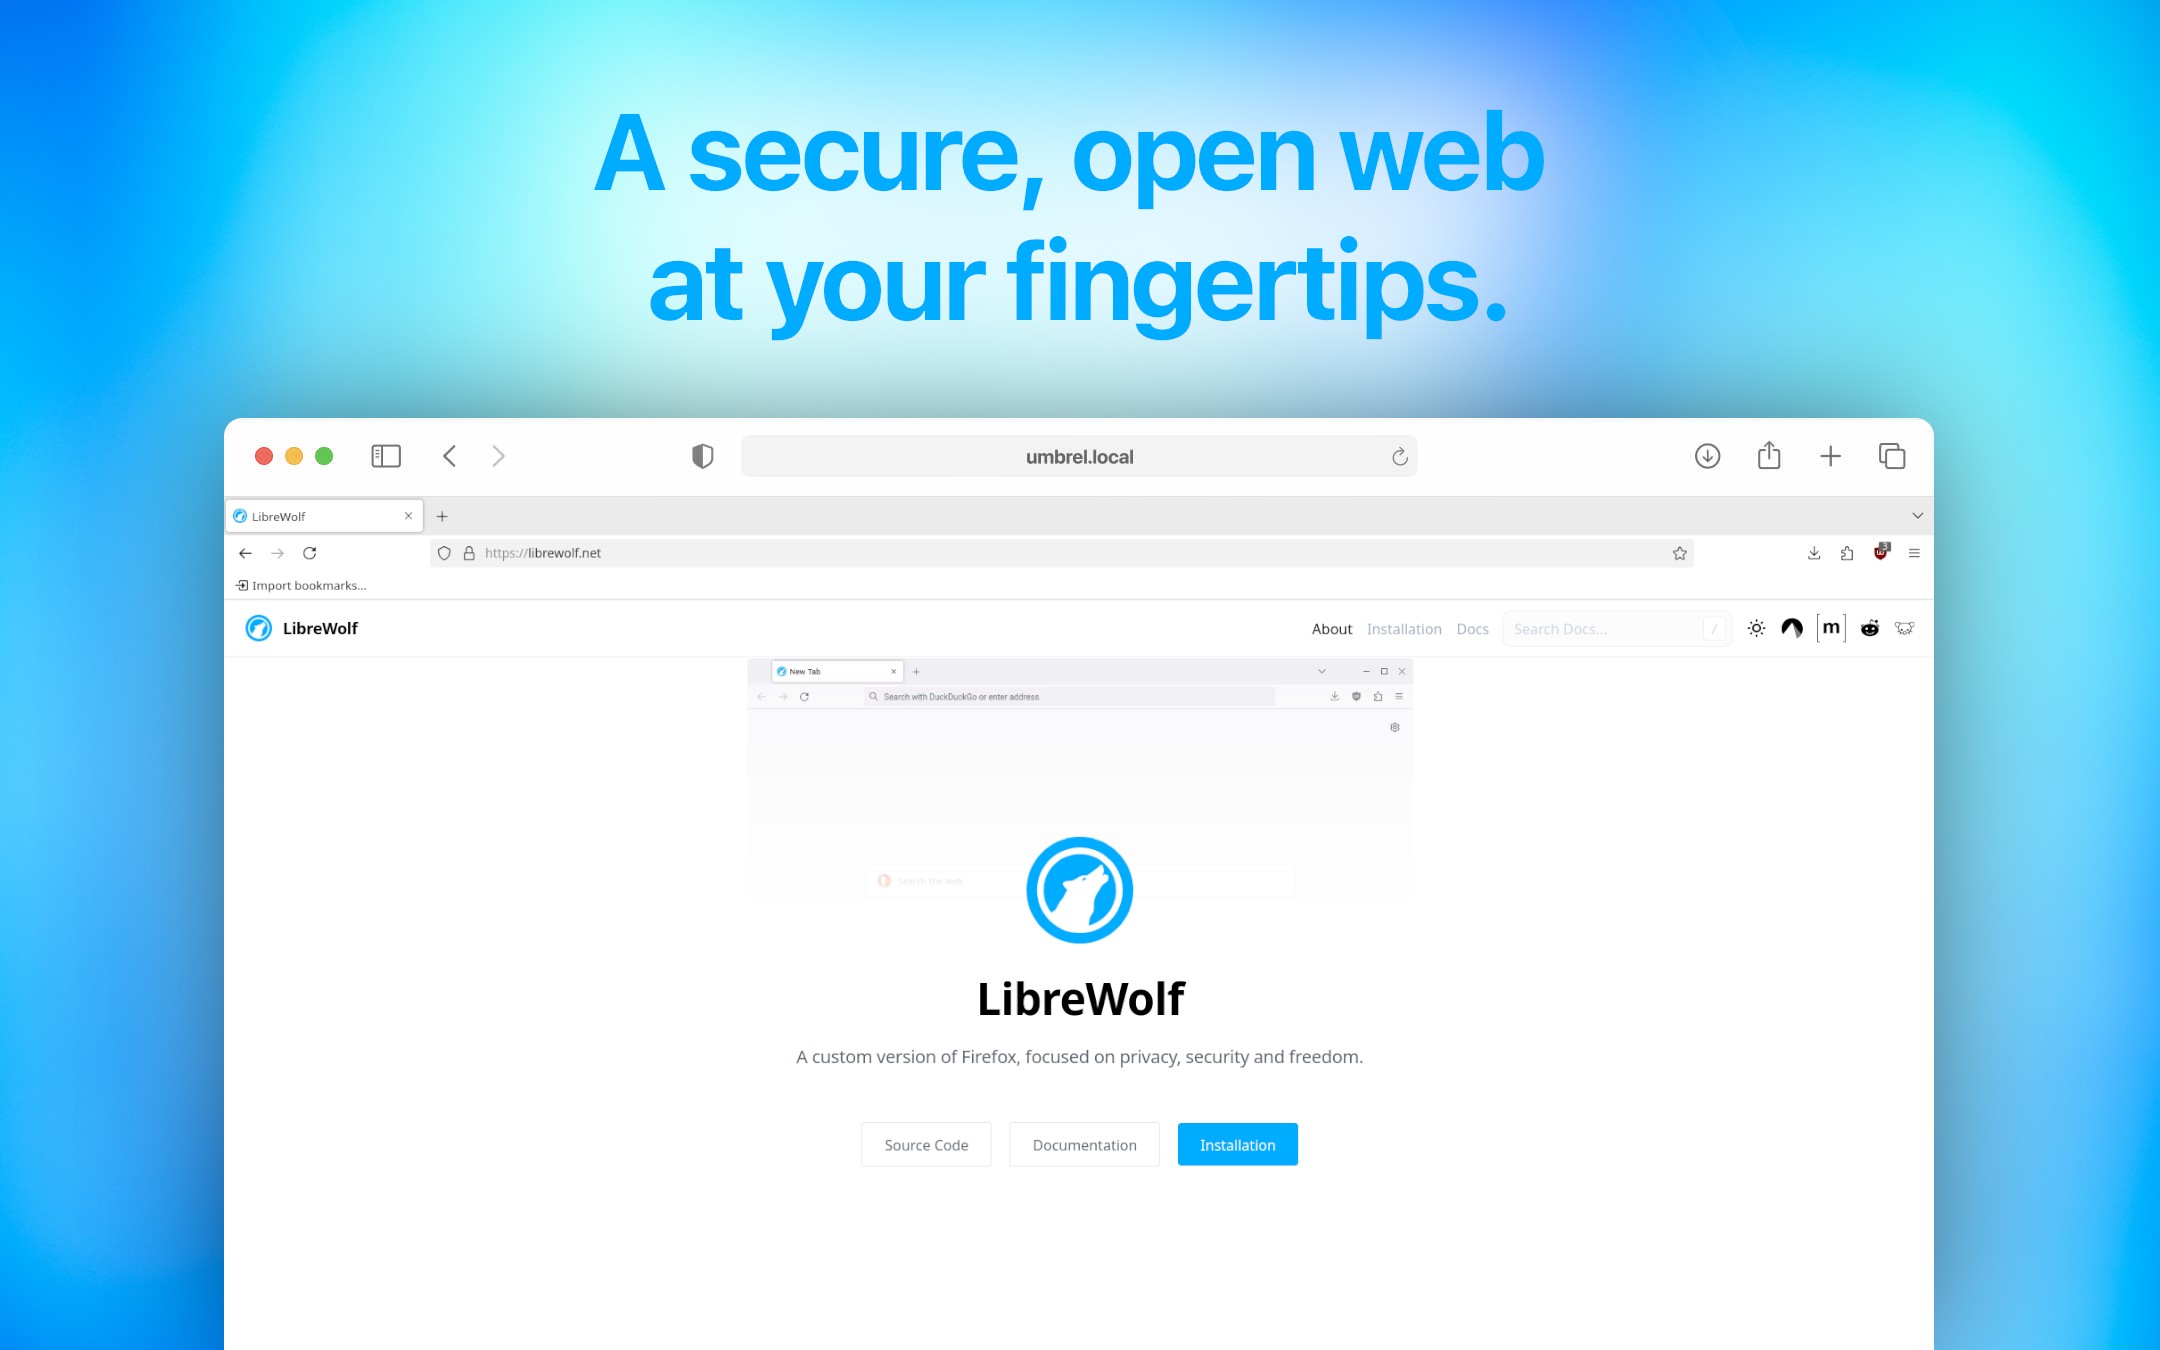 A secure, open web
at your fingertips.
umbrel.local
LibreWolf
https://librewolf.net
3
Import bookmarks...
LibreWolf
About Installation Docs Search Docs... / [m]
New Tab
Search with DuckDuckGo or enter address
Search the web
LibreWolf
A custom version of Firefox, focused on privacy, security and freedom.
Source Code Documentation Installation